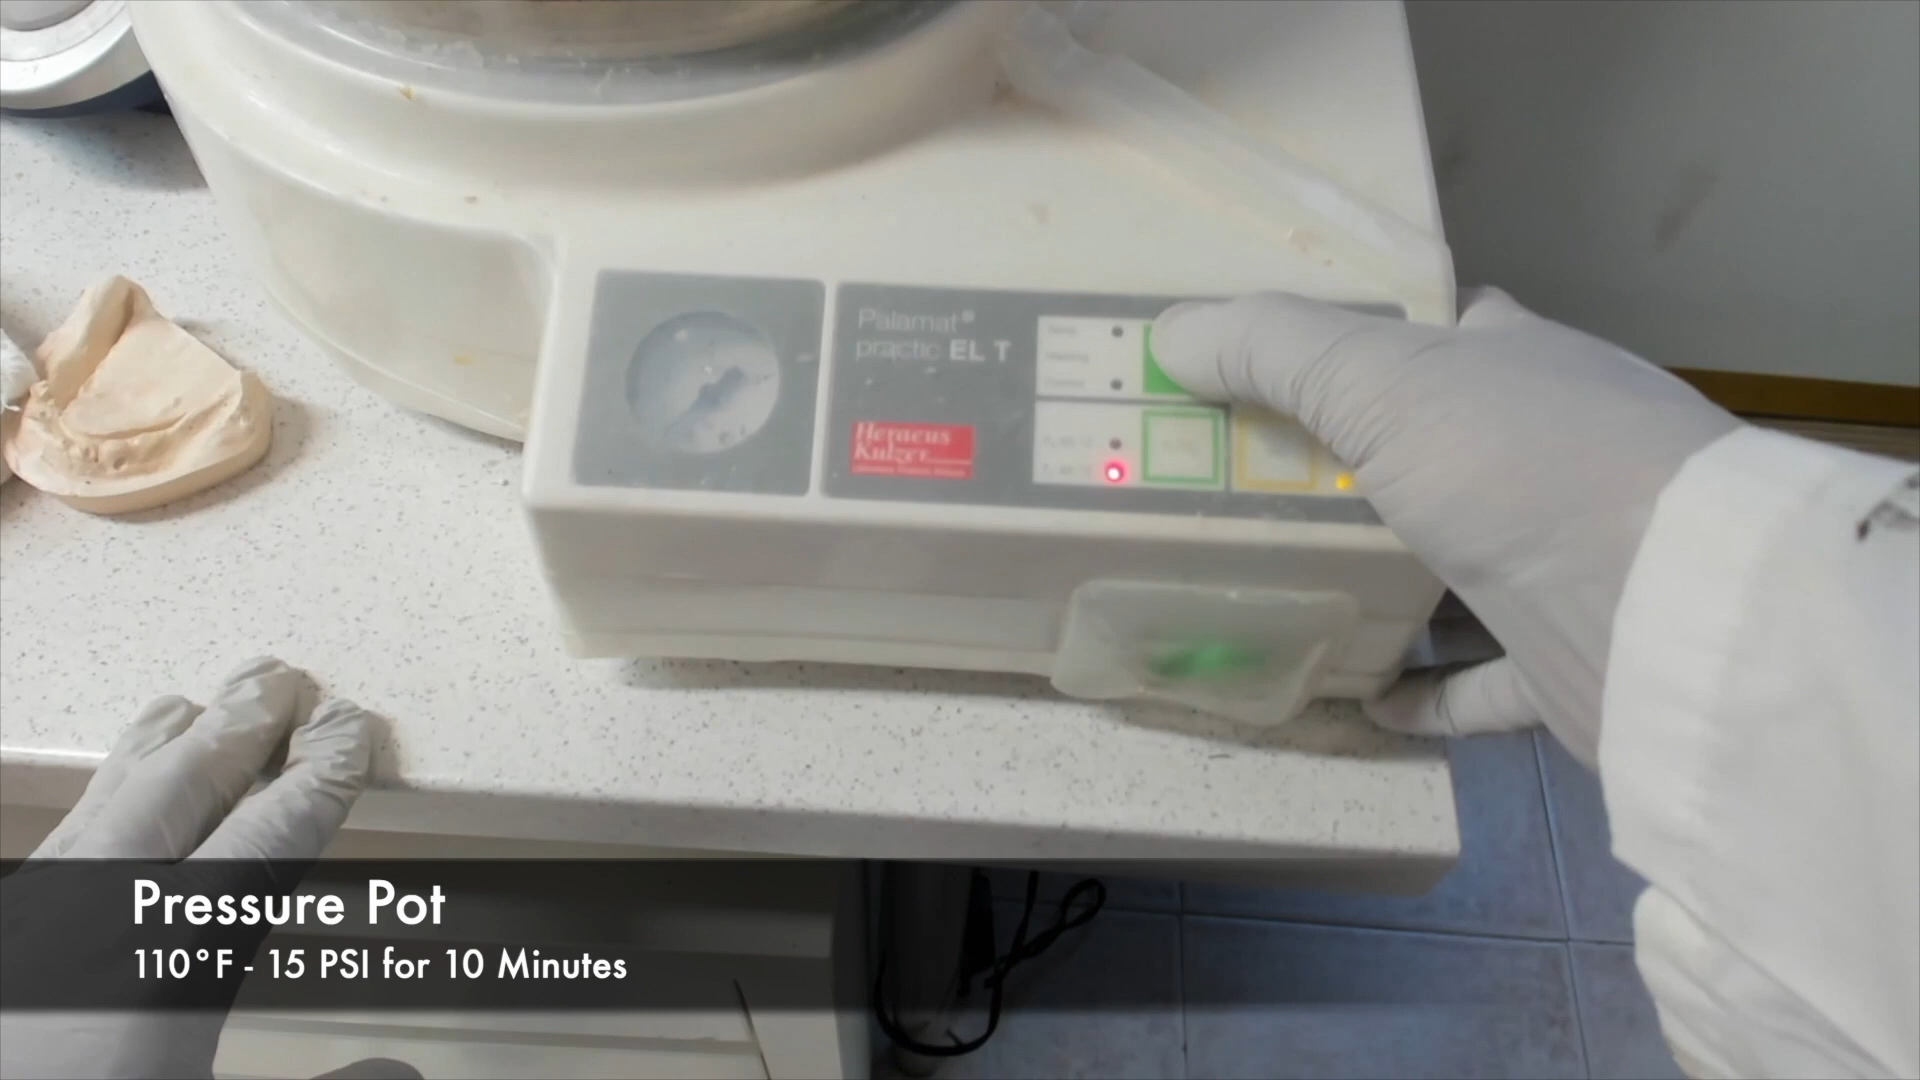 Palamat®
practic EL T
Heraeus
Kulzer
Pressure Pot
110°F - 15 PSI for 10 Minutes